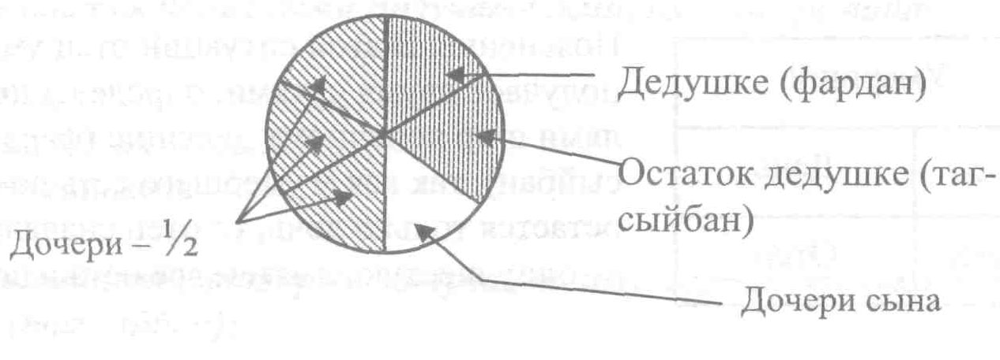 Дедушке (фардан)
Остаток дедушке (таг-
сыйбан)
Дочери – ½
Дочери сына